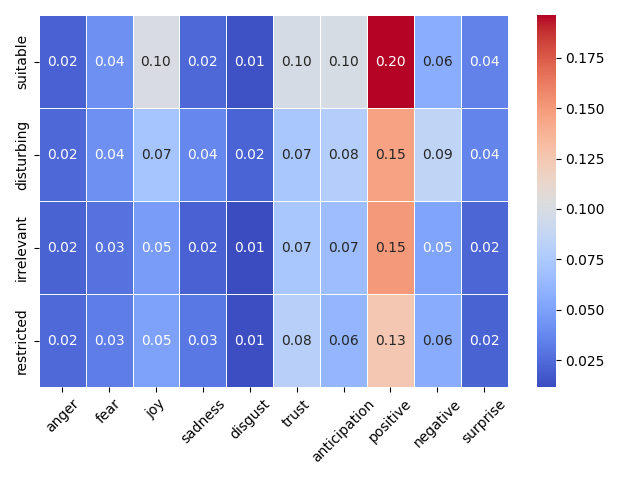 suitable 0.02 0.04 0.10 0.02 0.01 0.10 0.10 0.20 0.06 0.04
disturbing 0.02 0.04 0.07 0.04 0.02 0.07 0.08 0.15 0.09 0.04
irrelevant 0.02 0.03 0.05 0.02 0.01 0.07 0.07 0.15 0.05 0.02
restricted 0.02 0.03 0.05 0.03 0.01 0.08 0.06 0.13 0.06 0.02
anger fear joy sadness disgust trust anticipation positive negative surprise
0.175
0.150
0.125
0.100
0.075
0.050
0.025